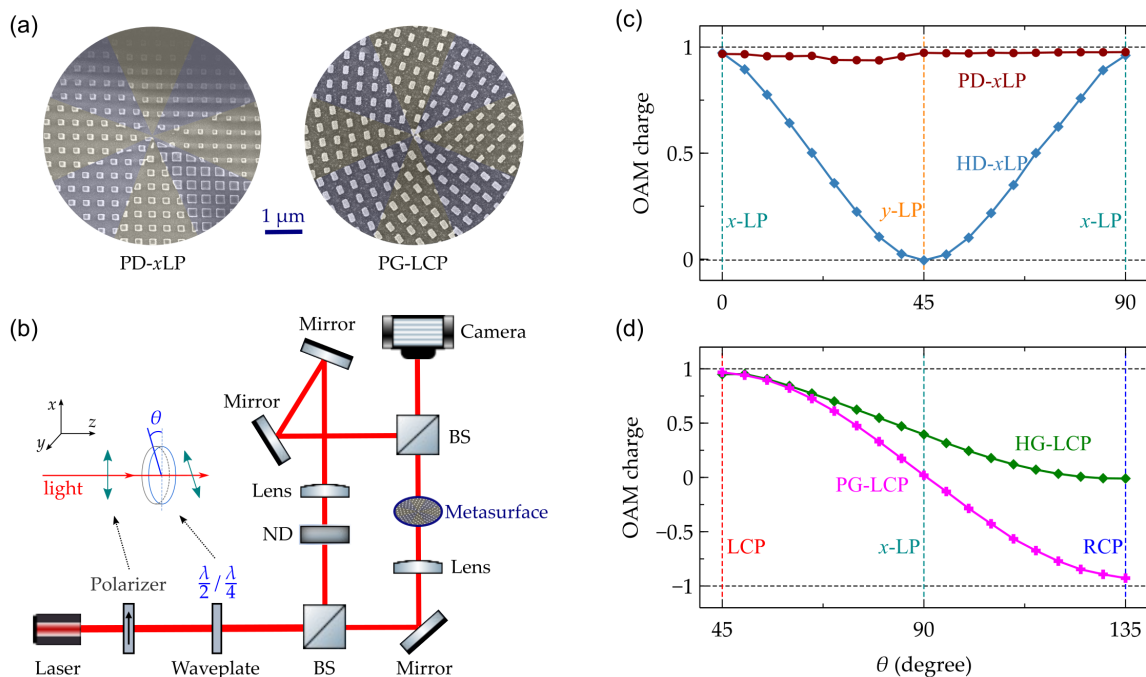 (a)
PD-xLP
1 μm
PG-LCP
(b)
x
y
z
θ
light
Polarizer
λ/2 / λ/4
Laser
Waveplate
BS
Mirror
Lens
Metasurface
ND
Lens
BS
Mirror
Mirror
Camera
(c)
OAM charge
1
0.5
0
PD-xLP
HD-xLP
x-LP
y-LP
x-LP
0
45
90
(d)
OAM charge
1
0.5
0
−0.5
−1
HG-LCP
PG-LCP
LCP
x-LP
RCP
45
90
135
θ (degree)